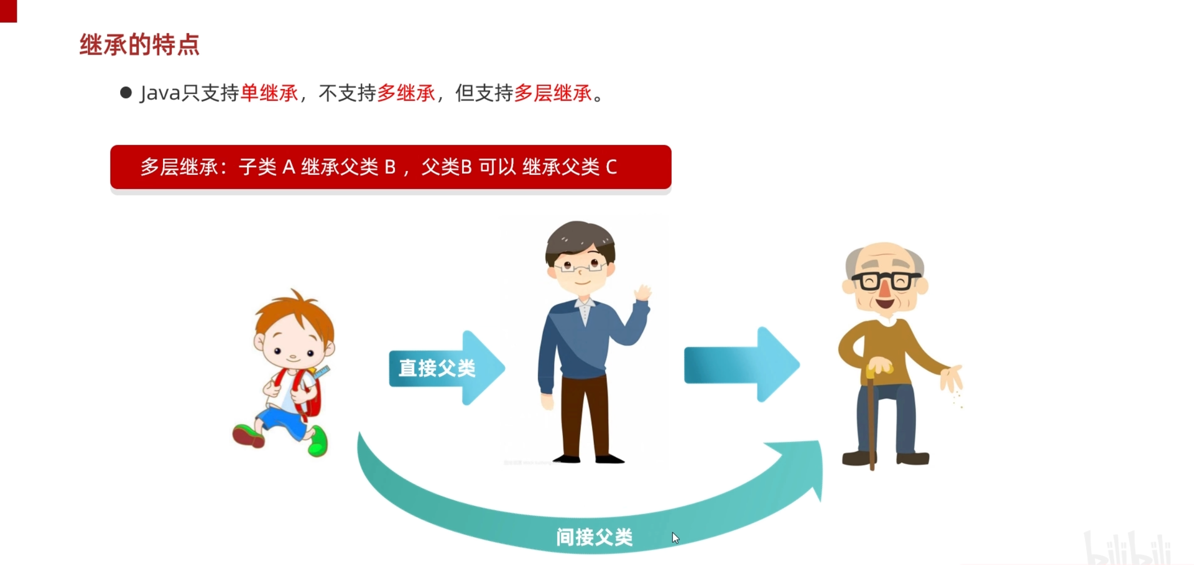 继承的特点
● Java只支持单继承，不支持多继承，但支持多层继承。
多层继承：子类 A 继承父类 B ，父类B 可以 继承父类 C
直接父类
间接父类
bilibili